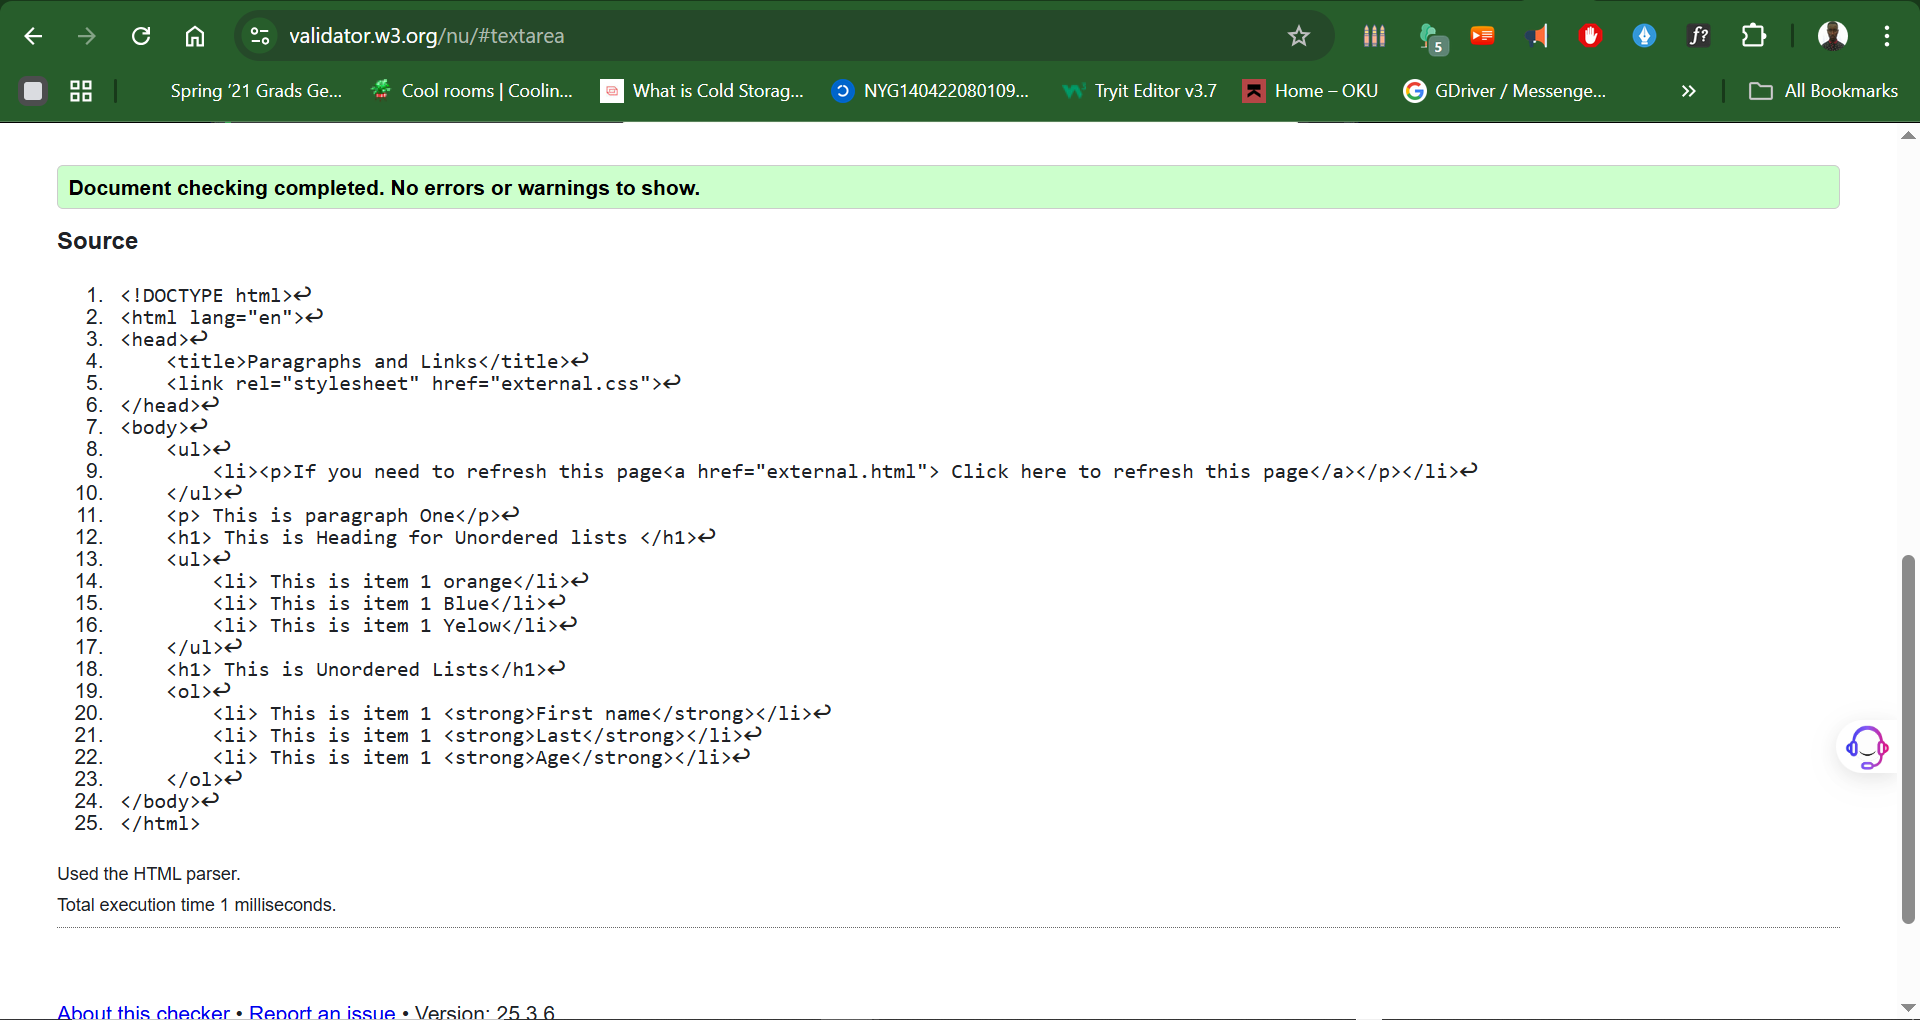 validator.w3.org/nu/#textarea
5
f?
Spring '21 Grads Ge...
Cool rooms | Coolin...
What is Cold Storag...
NYG140422080109...
Tryit Editor v3.7
Home – OKU
GDriver / Messenge...
»
All Bookmarks
Document checking completed. No errors or warnings to show.
Source
1. <!DOCTYPE html>↩
2. <html lang="en">↩
3. <head>↩
4.     <title>Paragraphs and Links</title>↩
5.     <link rel="stylesheet" href="external.css">↩
6. </head>↩
7. <body>↩
8.     <ul>↩
9.         <li><p>If you need to refresh this page<a href="external.html"> Click here to refresh this page</a></p></li>↩
10.     </ul>↩
11.     <p> This is paragraph One</p>↩
12.     <h1> This is Heading for Unordered lists </h1>↩
13.     <ul>↩
14.         <li> This is item 1 orange</li>↩
15.         <li> This is item 1 Blue</li>↩
16.         <li> This is item 1 Yelow</li>↩
17.     </ul>↩
18.     <h1> This is Unordered Lists</h1>↩
19.     <ol>↩
20.         <li> This is item 1 <strong>First name</strong></li>↩
21.         <li> This is item 1 <strong>Last</strong></li>↩
22.         <li> This is item 1 <strong>Age</strong></li>↩
23.     </ol>↩
24. </body>↩
25. </html>
Used the HTML parser.
Total execution time 1 milliseconds.
About this checker • Report an issue • Version: 25.3.6